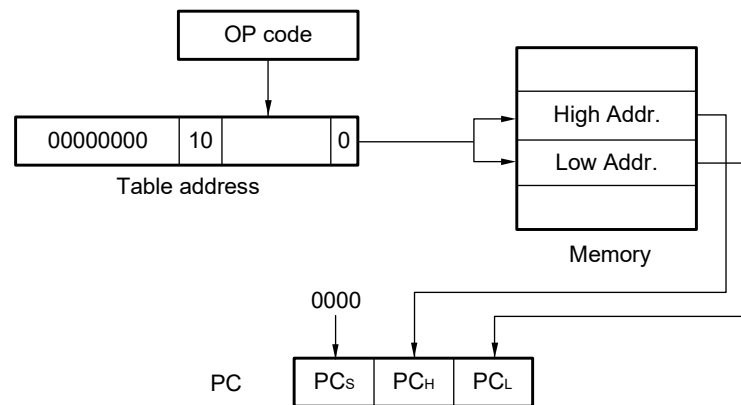 OP code
00000000 10 0
Table address
High Addr.
Low Addr.
Memory
0000
PC PCS PCH PCL